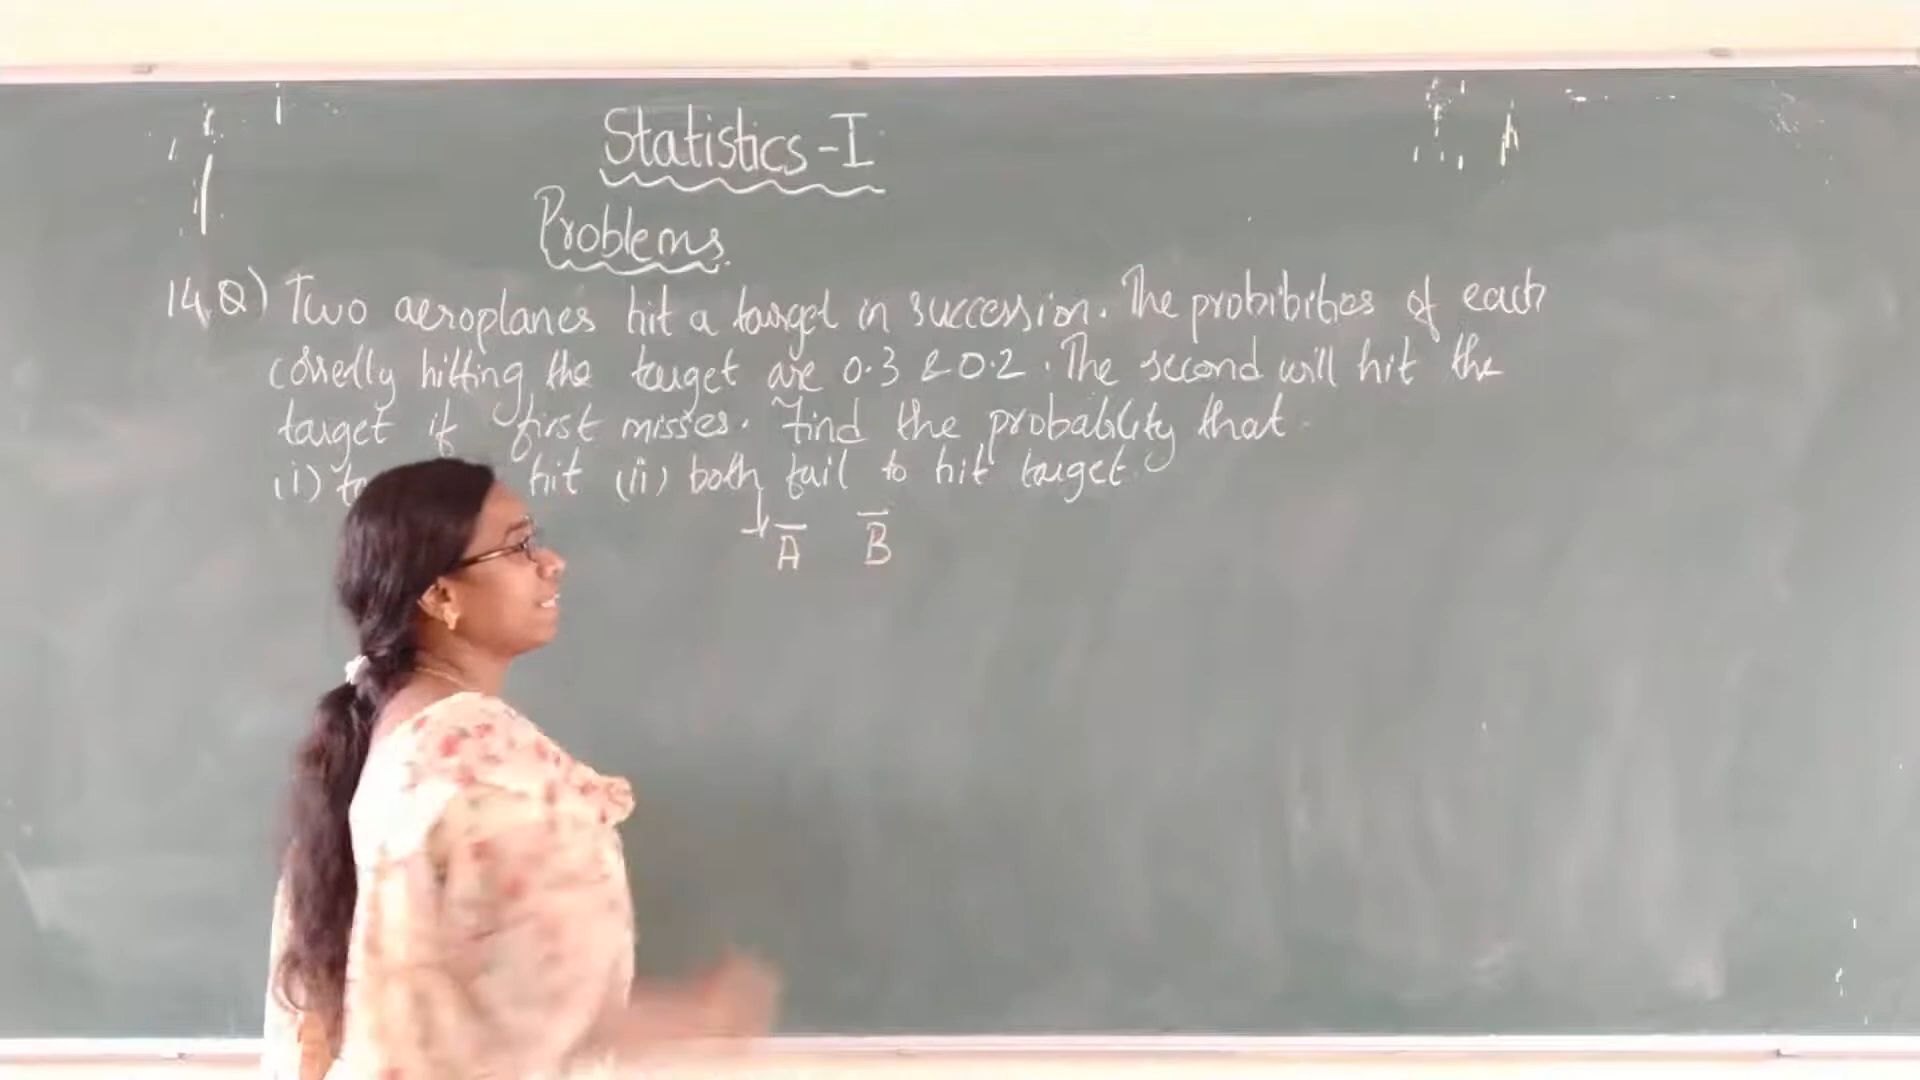 Statistics-I
Problems.
14.Q) Two aeroplanes hit a target in succession. The probibities of each
correctly hitting the target are 0.3 & 0.2. The second will hit the
target if first misses. Find the probability that
(i) hit (ii) both fail to hit target.
A̅ B̅